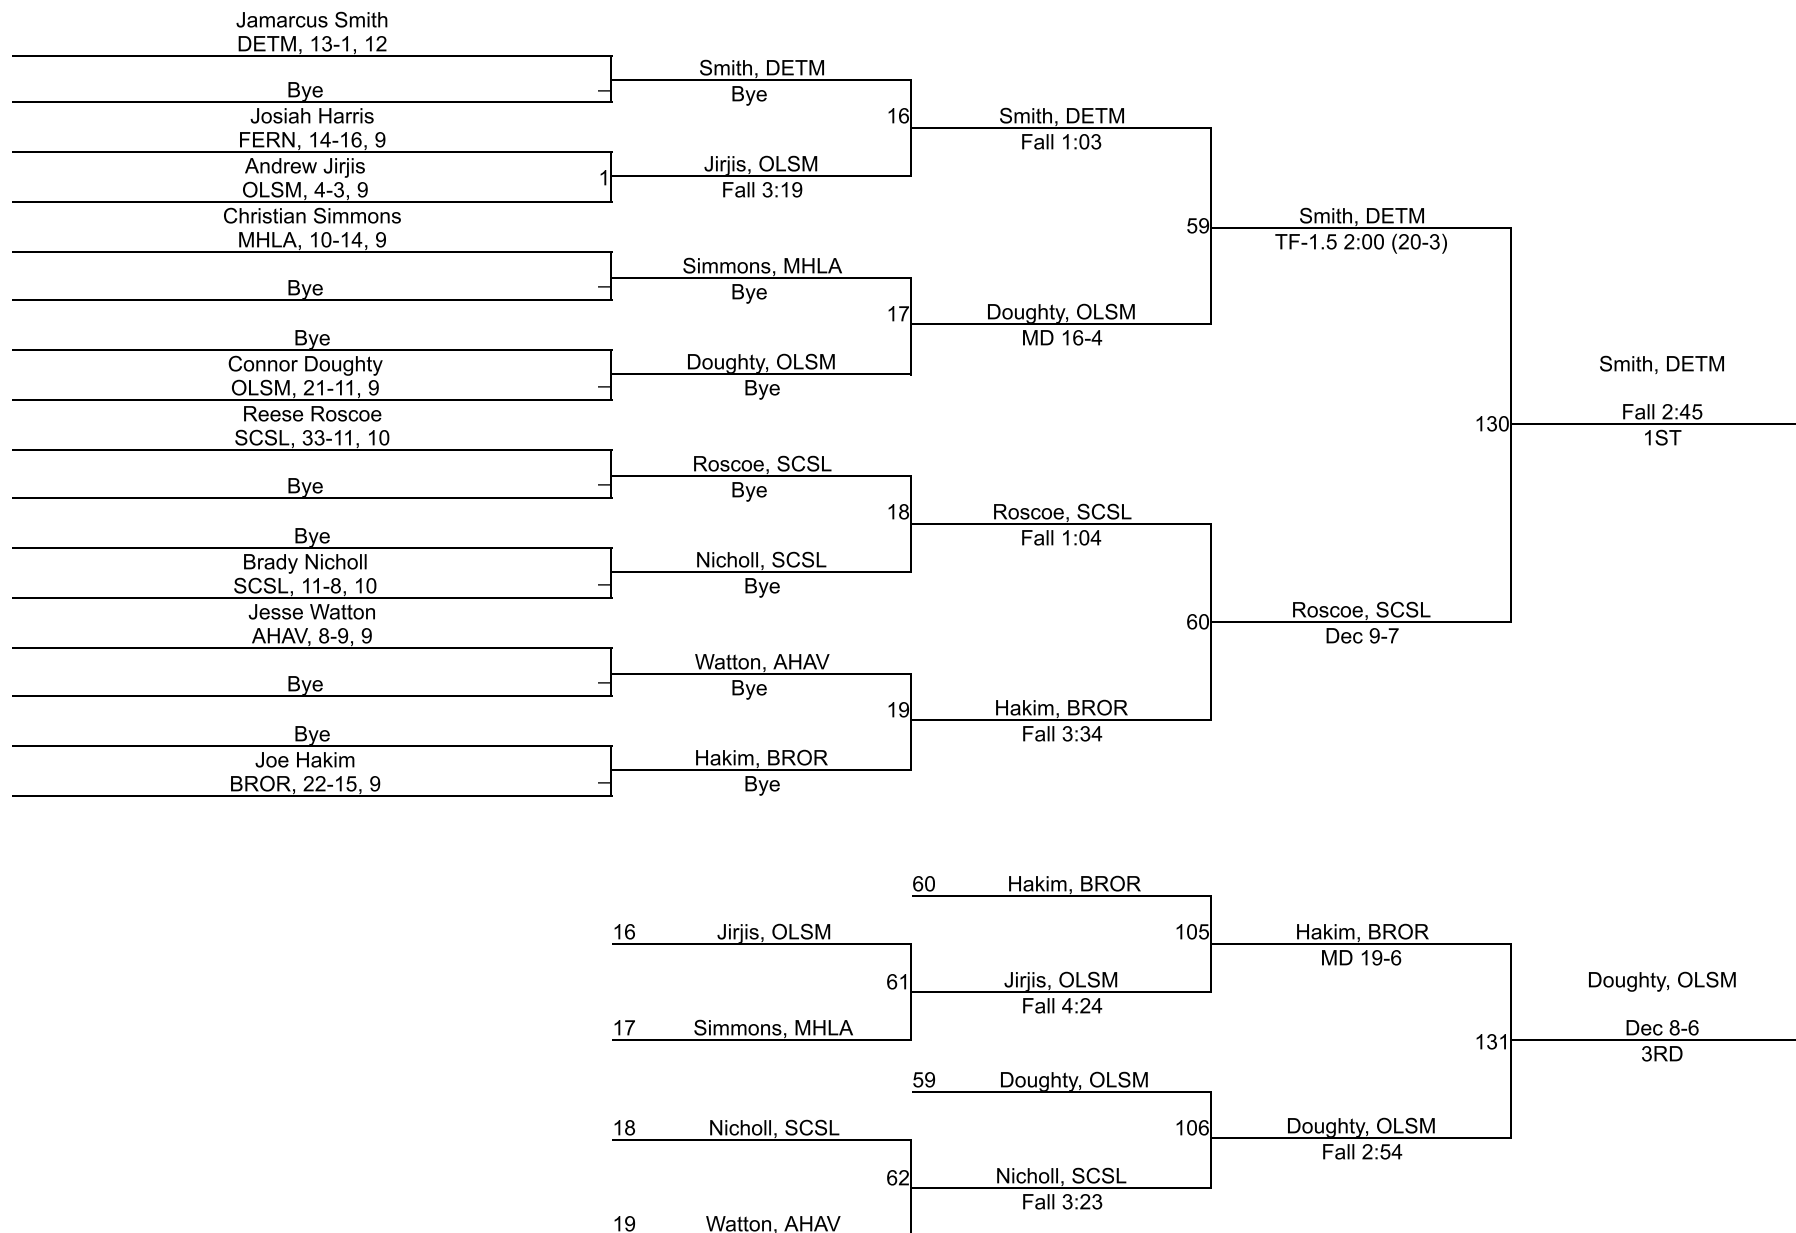 Jamarcus Smith
DETM, 13-1, 12
Bye
Josiah Harris
FERN, 14-16, 9
Andrew Jirjis
OLSM, 4-3, 9
1
Christian Simmons
MHLA, 10-14, 9
Bye
Bye
Connor Doughty
OLSM, 21-11, 9
Reese Roscoe
SCSL, 33-11, 10
Bye
Bye
Brady Nicholl
SCSL, 11-8, 10
Jesse Watton
AHAV, 8-9, 9
Bye
Bye
Joe Hakim
BROR, 22-15, 9
Smith, DETM
Bye
16
Jirjis, OLSM
Fall 3:19
Simmons, MHLA
Bye
17
Doughty, OLSM
Bye
Roscoe, SCSL
Bye
18
Nicholl, SCSL
Bye
Watton, AHAV
Bye
19
Hakim, BROR
Bye
Smith, DETM
Fall 1:03
59
Doughty, OLSM
MD 16-4
Roscoe, SCSL
Fall 1:04
60
Hakim, BROR
Fall 3:34
Smith, DETM
TF-1.5 2:00 (20-3)
130
Roscoe, SCSL
Dec 9-7
Smith, DETM
Fall 2:45
1ST
16 Jirjis, OLSM
61
17 Simmons, MHLA
18 Nicholl, SCSL
62
19 Watton, AHAV
60 Hakim, BROR
105
Jirjis, OLSM
Fall 4:24
59 Doughty, OLSM
106
Nicholl, SCSL
Fall 3:23
Hakim, BROR
MD 19-6
131
Doughty, OLSM
Fall 2:54
Doughty, OLSM
Dec 8-6
3RD